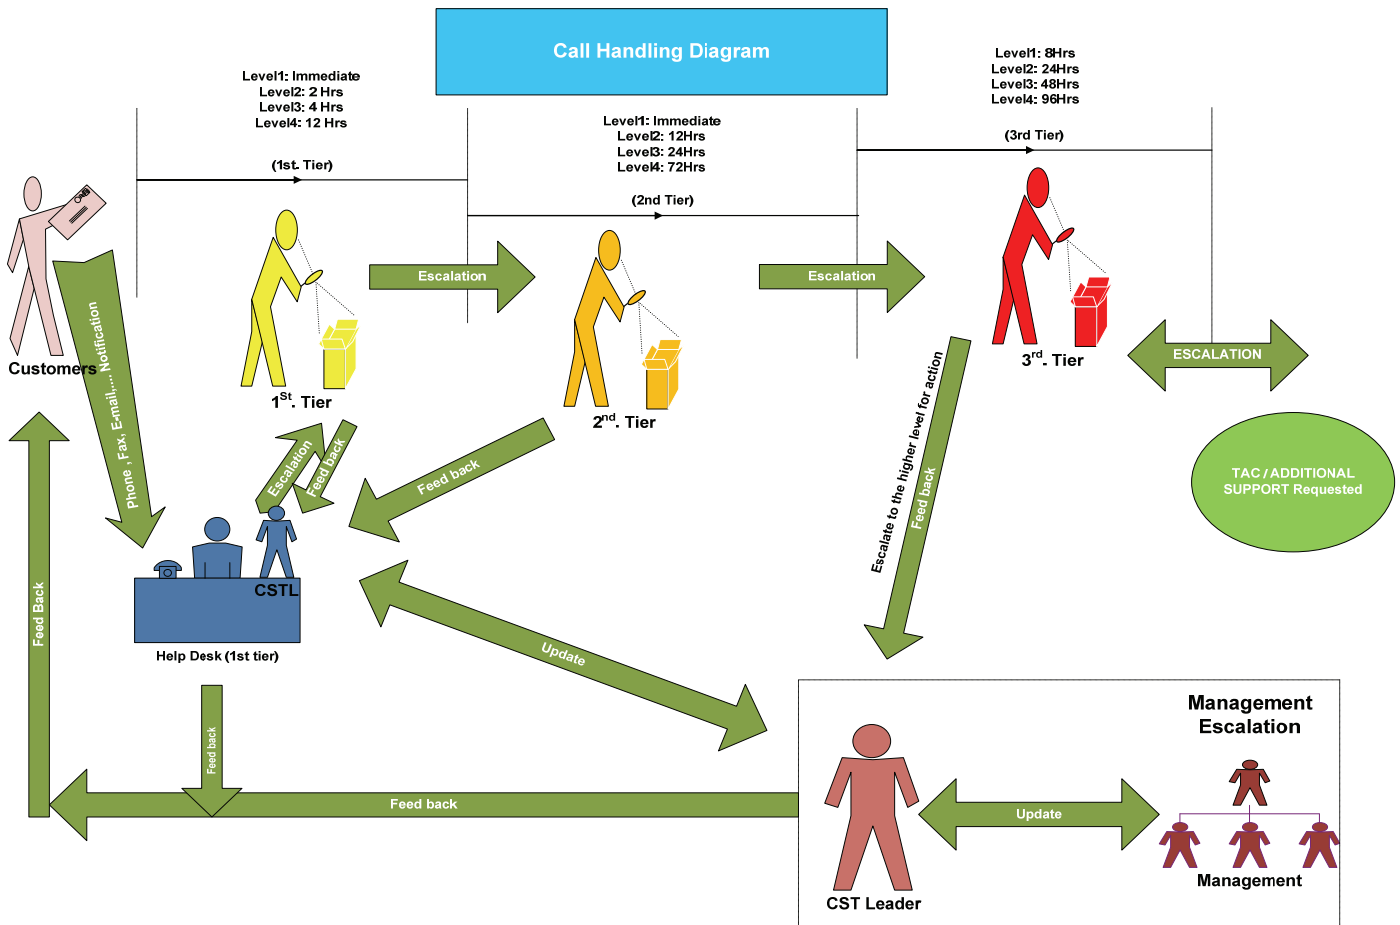 Call Handling Diagram
Level1: Immediate
Level2: 2 Hrs
Level3: 4 Hrs
Level4: 12 Hrs
(1st. Tier)
Level1: Immediate
Level2: 12Hrs
Level3: 24Hrs
Level4: 72Hrs
(2nd Tier)
Level1: 8Hrs
Level2: 24Hrs
Level3: 48Hrs
Level4: 96Hrs
(3rd Tier)
Customers
Phone , Fax, E-mail,... Notification
1St. Tier
Escalation
2nd. Tier
Escalation
3rd. Tier
ESCALATION
TAC / ADDITIONAL
SUPPORT Requested
Escalation
Feed back
Feed back
Escalate to the higher level for action
Feed back
CSTL
Help Desk (1st tier)
Update
Feed Back
Feed back
Feed back
Management
Escalation
Update
CST Leader
Management